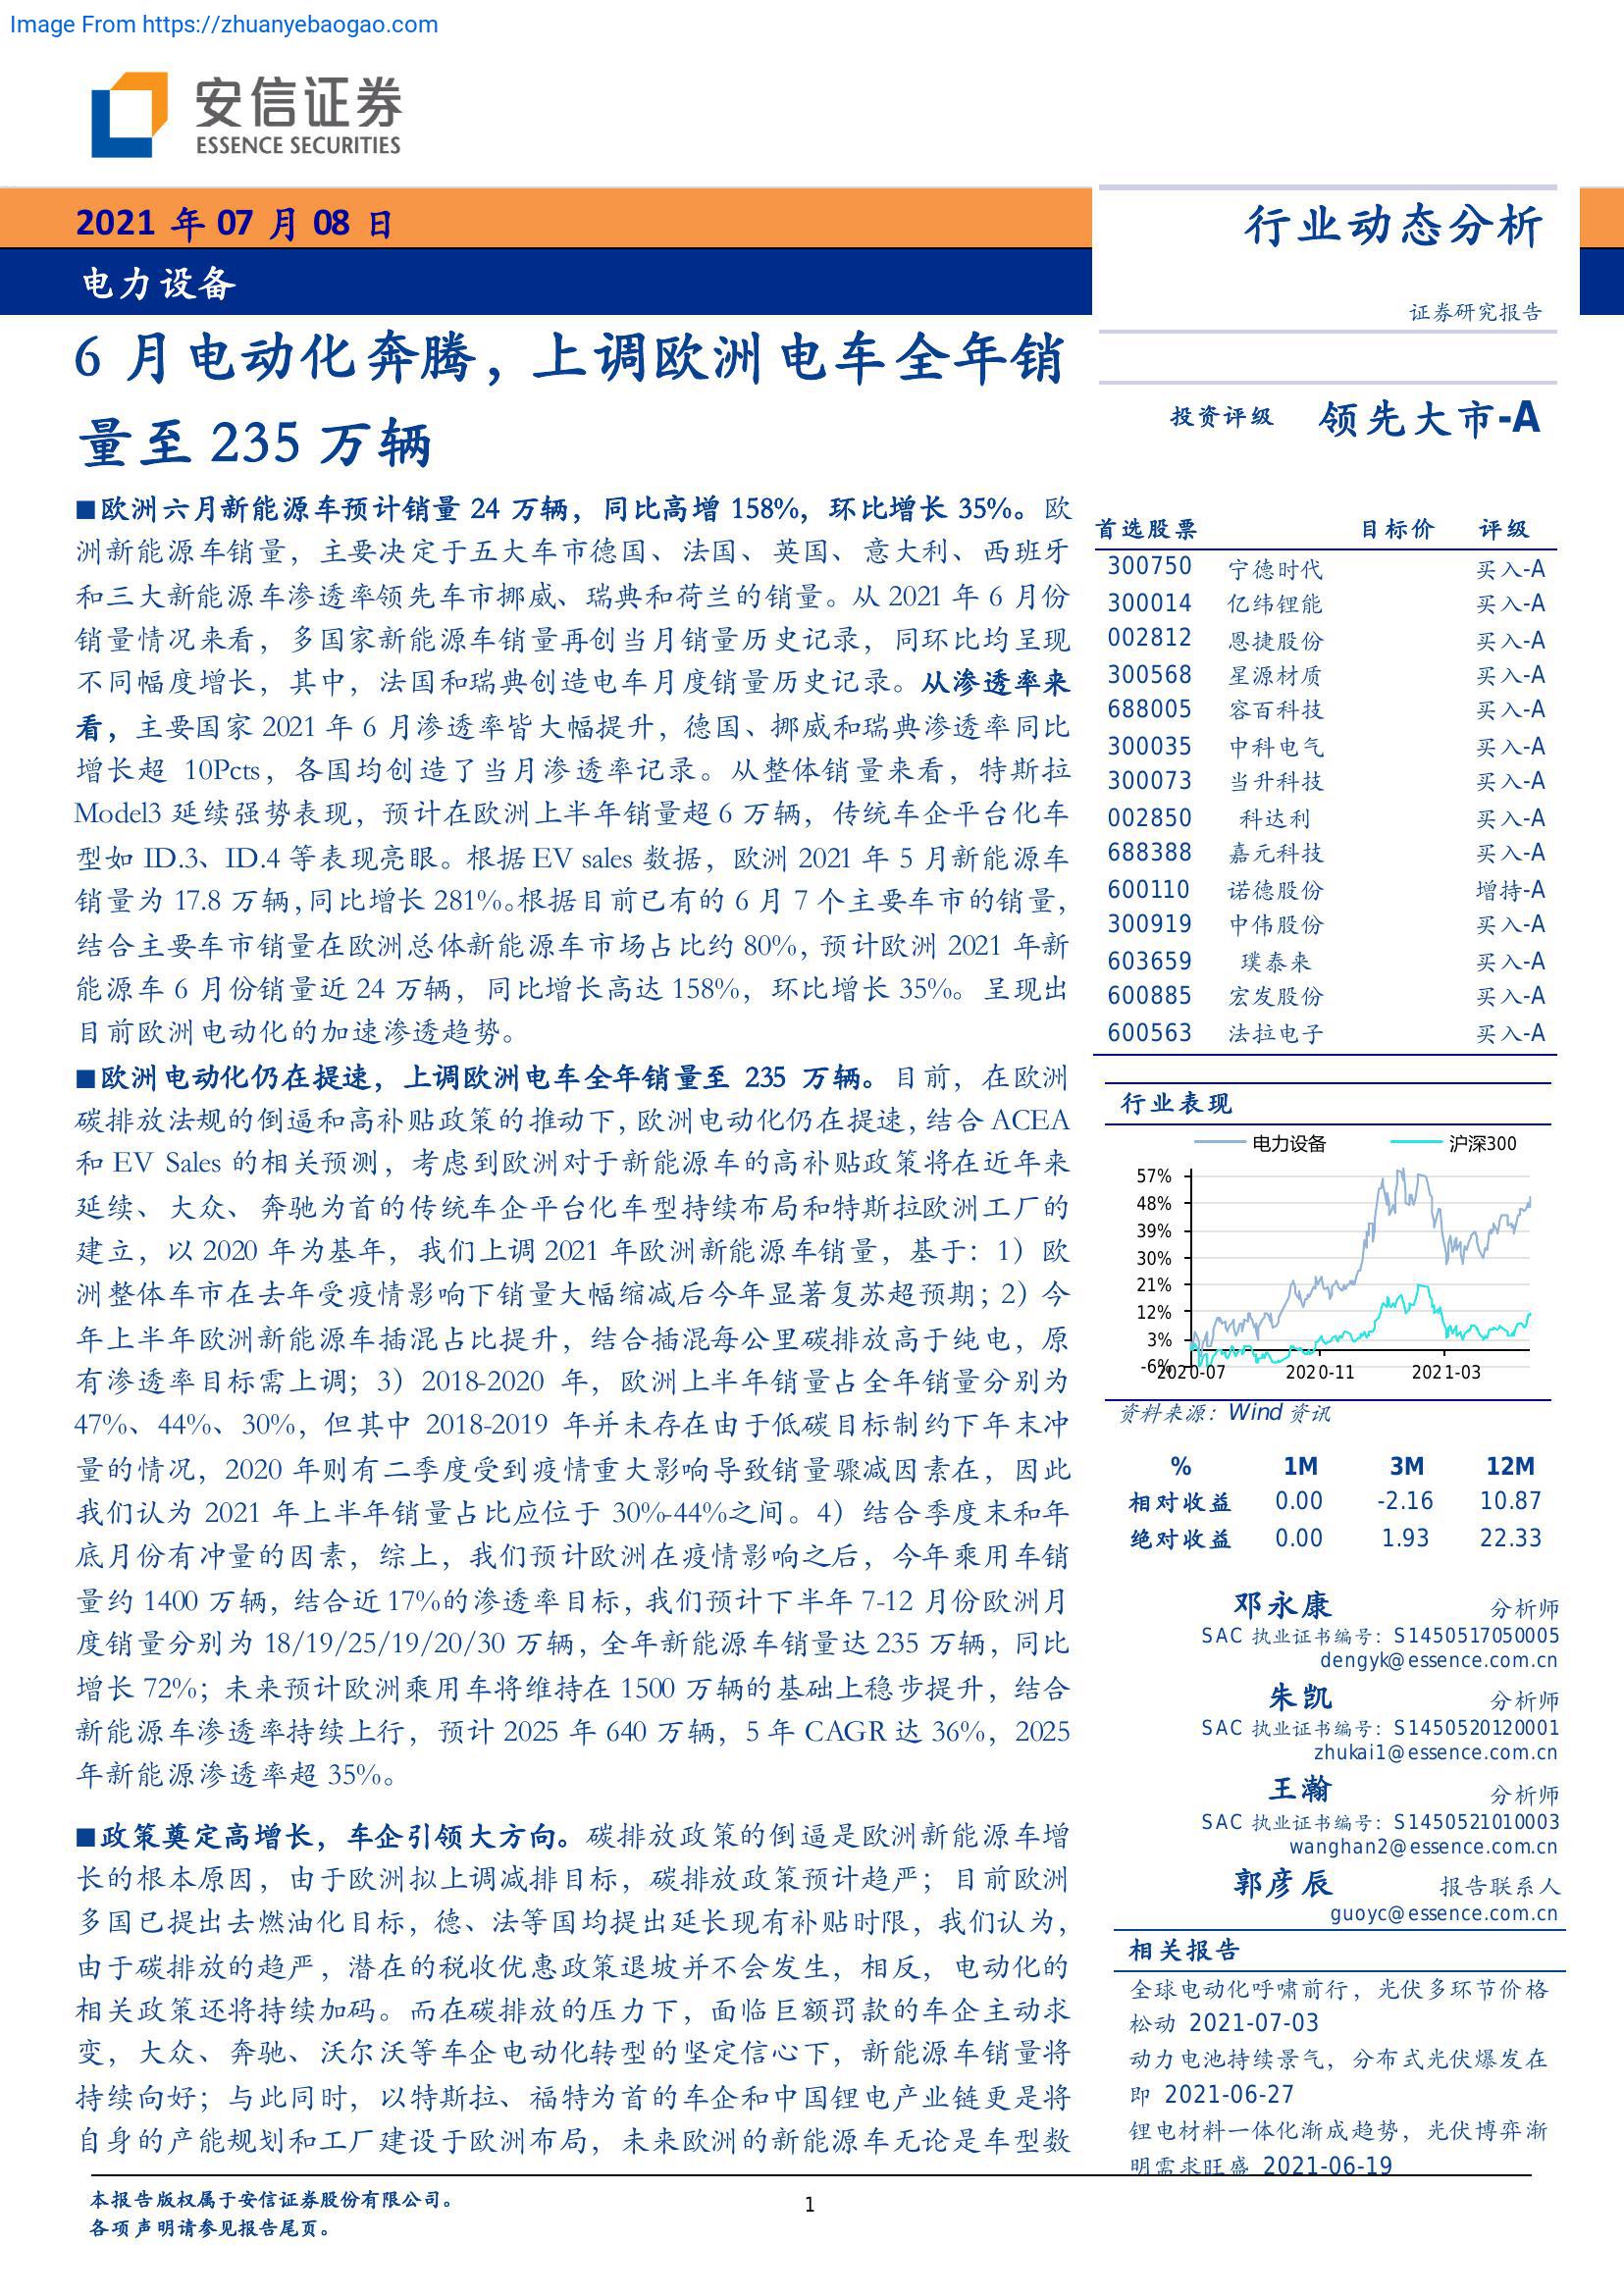 Image From https://zhuanyebaogao.com
安信证券
ESSENCE SECURITIES
2021 年 07 月 08 日
电力设备
行业动态分析
证券研究报告
6 月电动化奔腾，上调欧洲电车全年销
量至 235 万辆
投资评级 领先大市-A
■欧洲六月新能源车预计销量 24 万辆，同比高增 158%，环比增长 35%。欧
洲新能源车销量，主要决定于五大车市德国、法国、英国、意大利、西班牙
和三大新能源车渗透率领先车市挪威、瑞典和荷兰的销量。从 2021 年 6 月份
销量情况来看，多国家新能源车销量再创当月销量历史记录，同环比均呈现
不同幅度增长，其中，法国和瑞典创造电车月度销量历史记录。从渗透率来
看，主要国家 2021 年 6 月渗透率皆大幅提升，德国、挪威和瑞典渗透率同比
增长超 10Pcts，各国均创造了当月渗透率记录。从整体销量来看，特斯拉
Model3 延续强势表现，预计在欧洲上半年销量超 6 万辆，传统车企平台化车
型如 ID.3、ID.4 等表现亮眼。根据 EV sales 数据，欧洲 2021 年 5 月新能源车
销量为 17.8 万辆，同比增长 281%。根据目前已有的 6 月 7 个主要车市的销量，
结合主要车市销量在欧洲总体新能源车市场占比约 80%，预计欧洲 2021 年新
能源车 6 月份销量近 24 万辆，同比增长高达 158%，环比增长 35%。呈现出
目前欧洲电动化的加速渗透趋势。
■欧洲电动化仍在提速，上调欧洲电车全年销量至 235 万辆。目前，在欧洲
碳排放法规的倒逼和高补贴政策的推动下，欧洲电动化仍在提速，结合 ACEA
和 EV Sales 的相关预测，考虑到欧洲对于新能源车的高补贴政策将在近年来
延续、大众、奔驰为首的传统车企平台化车型持续布局和特斯拉欧洲工厂的
建立，以 2020 年为基年，我们上调 2021 年欧洲新能源车销量，基于：1）欧
洲整体车市在去年受疫情影响下销量大幅缩减后今年显著复苏超预期；2）今
年上半年欧洲新能源车插混占比提升，结合插混每公里碳排放高于纯电，原
有渗透率目标需上调；3）2018-2020 年，欧洲上半年销量占全年销量分别为
47%、44%、30%，但其中 2018-2019 年并未存在由于低碳目标制约下年末冲
量的情况，2020 年则有二季度受到疫情重大影响导致销量骤减因素在，因此
我们认为 2021 年上半年销量占比应位于 30%-44%之间。4）结合季度末和年
底月份有冲量的因素，综上，我们预计欧洲在疫情影响之后，今年乘用车销
量约 1400 万辆，结合近 17%的渗透率目标，我们预计下半年 7-12 月份欧洲月
度销量分别为 18/19/25/19/20/30 万辆，全年新能源车销量达 235 万辆，同比
增长 72%；未来预计欧洲乘用车将维持在 1500 万辆的基础上稳步提升，结合
新能源车渗透率持续上行，预计 2025 年 640 万辆，5 年 CAGR 达 36%，2025
年新能源渗透率超 35%。
■政策奠定高增长，车企引领大方向。碳排放政策的倒逼是欧洲新能源车增
长的根本原因，由于欧洲拟上调减排目标，碳排放政策预计趋严；目前欧洲
多国已提出去燃油化目标，德、法等国均提出延长现有补贴时限，我们认为，
由于碳排放的趋严，潜在的税收优惠政策退坡并不会发生，相反，电动化的
相关政策还将持续加码。而在碳排放的压力下，面临巨额罚款的车企主动求
变，大众、奔驰、沃尔沃等车企电动化转型的坚定信心下，新能源车销量将
持续向好；与此同时，以特斯拉、福特为首的车企和中国锂电产业链更是将
自身的产能规划和工厂建设于欧洲布局，未来欧洲的新能源车无论是车型数
首选股票 目标价 评级
300750 宁德时代 买入-A
300014 亿纬锂能 买入-A
002812 恩捷股份 买入-A
300568 星源材质 买入-A
688005 容百科技 买入-A
300035 中科电气 买入-A
300073 当升科技 买入-A
002850 科达利 买入-A
688388 嘉元科技 买入-A
600110 诺德股份 增持-A
300919 中伟股份 买入-A
603659 璞泰来 买入-A
600885 宏发股份 买入-A
600563 法拉电子 买入-A
行业表现
电力设备 沪深300
57%
48%
39%
30%
21%
12%
3%
-6%
2020-07 2020-11 2021-03
资料来源：Wind 资讯
% 1M 3M 12M
相对收益 0.00 -2.16 10.87
绝对收益 0.00 1.93 22.33
邓永康 分析师
SAC 执业证书编号：S1450517050005
dengyk@essence.com.cn
朱凯 分析师
SAC 执业证书编号：S1450520120001
zhukai1@essence.com.cn
王瀚 分析师
SAC 执业证书编号：S1450521010003
wanghan2@essence.com.cn
郭彦辰 报告联系人
guoyc@essence.com.cn
相关报告
全球电动化呼啸前行，光伏多环节价格
松动 2021-07-03
动力电池持续景气，分布式光伏爆发在
即 2021-06-27
锂电材料一体化渐成趋势，光伏博弈渐
明需求旺盛 2021-06-19
本报告版权属于安信证券股份有限公司。
各项声明请参见报告尾页。
1